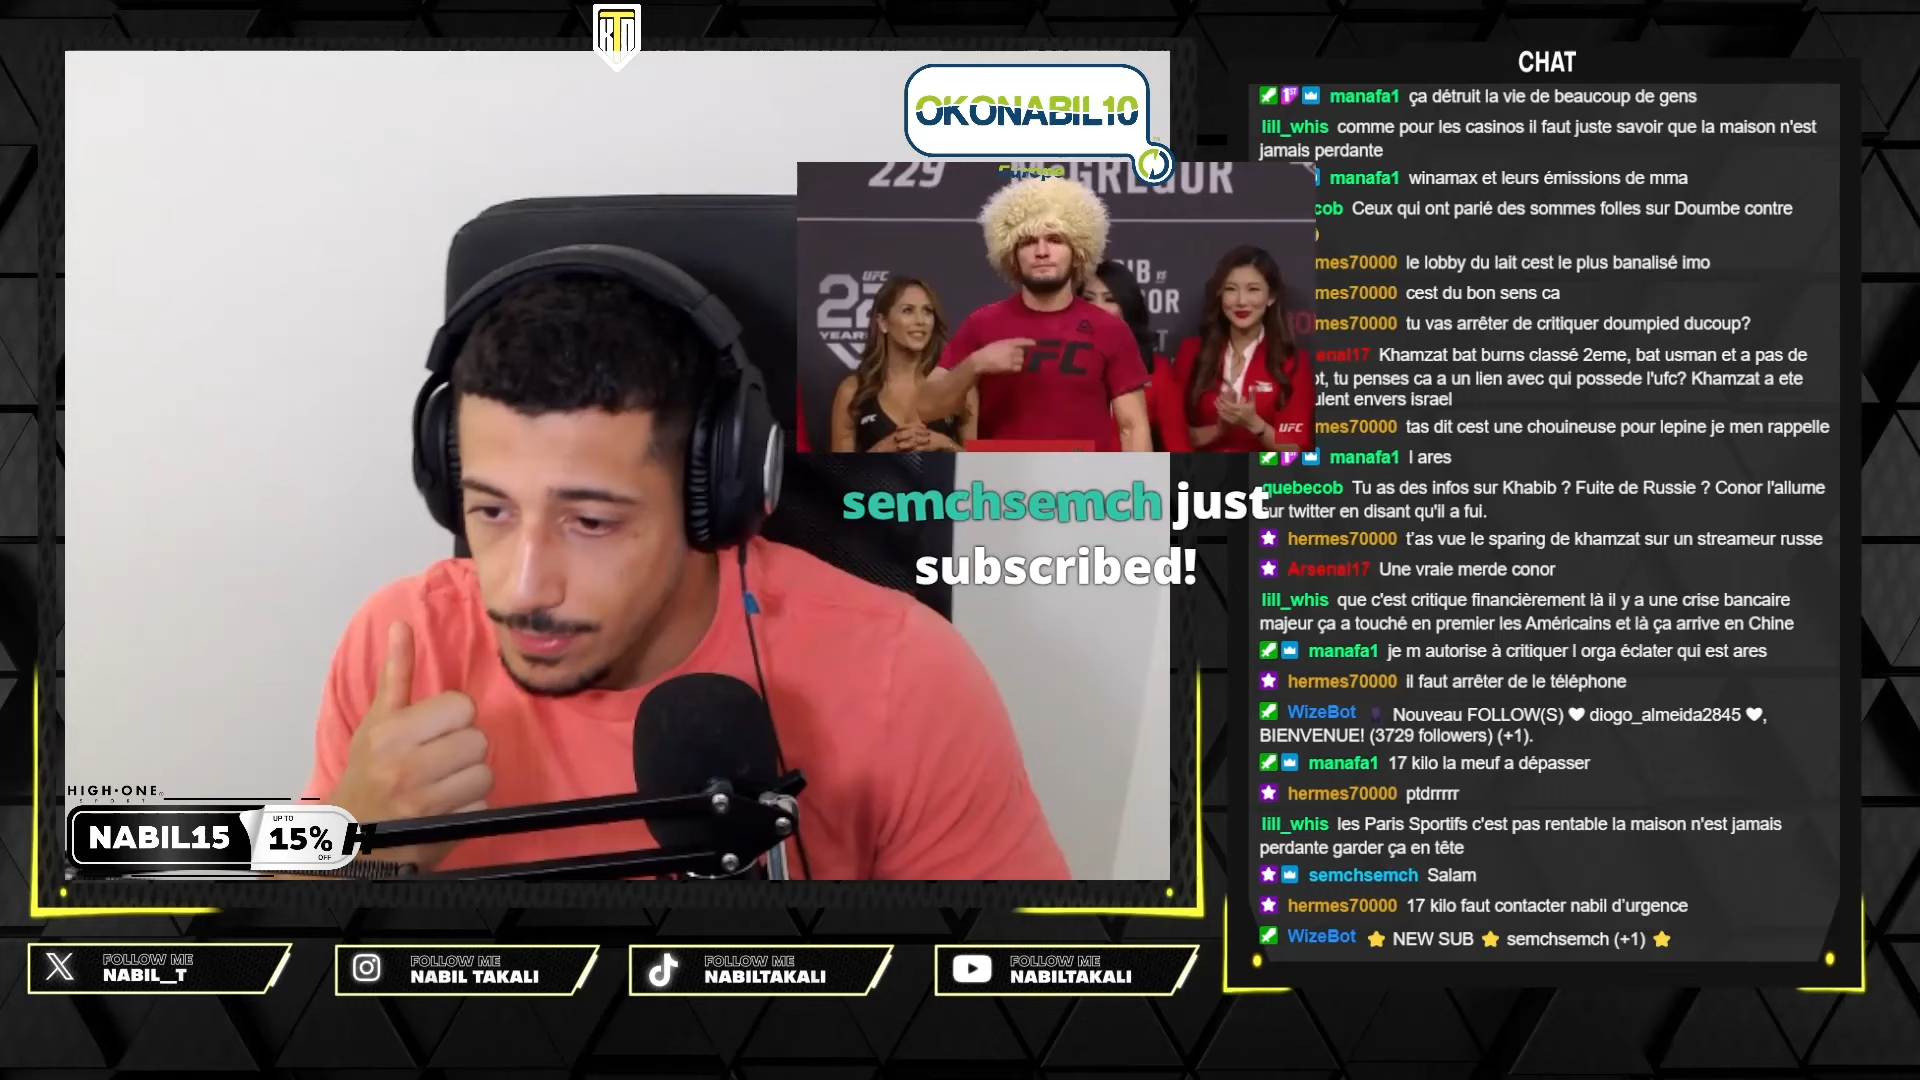 KTN
OKONABIL10
Europe
229
McGREGOR
UFC
YEAR
UFC
UFC
semchsemch just
subscribed!
HIGH·ONE
SPORT
NABIL15
UP TO
15%
OFF
FOLLOW ME
NABIL__T
FOLLOW ME
NABIL TAKALI
FOLLOW ME
NABILTAKALI
FOLLOW ME
NABILTAKALI
CHAT
manafa1 ça détruit la vie de beaucoup de gens
lill_whis comme pour les casinos il faut juste savoir que la maison n'est
jamais perdante
manafa1 winamax et leurs émissions de mma
cob Ceux qui ont parié des sommes folles sur Doumbe contre
mes70000 le lobby du lait cest le plus banalisé imo
mes70000 cest du bon sens ca
mes70000 tu vas arrêter de critiquer doumpied ducoup?
enal17 Khamzat bat burns classé 2eme, bat usman et a pas de
ot, tu penses ca a un lien avec qui possede l'ufc? Khamzat a ete
ulent envers israel
mes70000 tas dit cest une chouineuse pour lepine je men rappelle
manafa1 l ares
quebecob Tu as des infos sur Khabib ? Fuite de Russie ? Conor l'allume
sur twitter en disant qu'il a fui.
hermes70000 t'as vue le sparing de khamzat sur un streameur russe
Arsenal17 Une vraie merde conor
lill_whis que c'est critique financièrement là il y a une crise bancaire
majeur ça a touché en premier les Américains et là ça arrive en Chine
manafa1 je m autorise à critiquer l orga éclater qui est ares
hermes70000 il faut arrêter de le téléphone
WizeBot Nouveau FOLLOW(S) 🤍 diogo_almeida2845 🤍,
BIENVENUE! (3729 followers) (+1).
manafa1 17 kilo la meuf a dépasser
hermes70000 ptdrrrrr
lill_whis les Paris Sportifs c'est pas rentable la maison n'est jamais
perdante garder ça en tête
semchsemch Salam
hermes70000 17 kilo faut contacter nabil d'urgence
WizeBot ⭐ NEW SUB ⭐ semchsemch (+1) ⭐